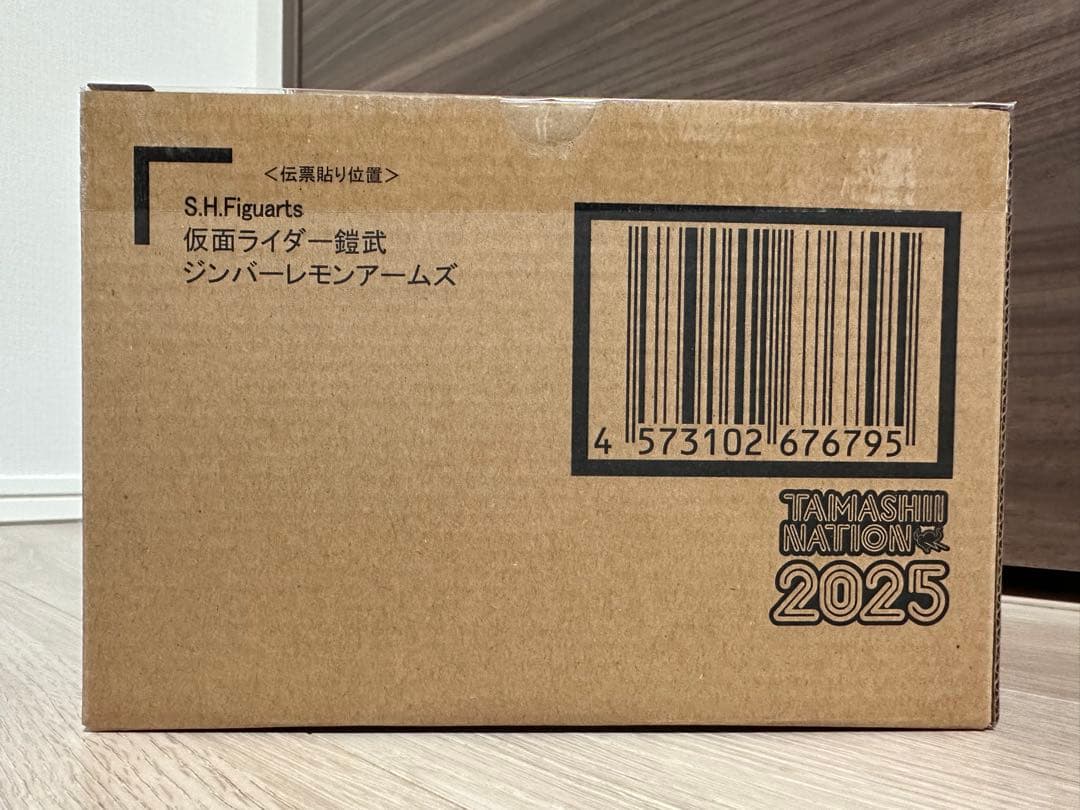 <伝票貼り位置>
S.H.Figuarts
仮面ライダー鎧武
ジンバーレモンアームズ
4 573102 676795
TAMASHII
NATION
2025